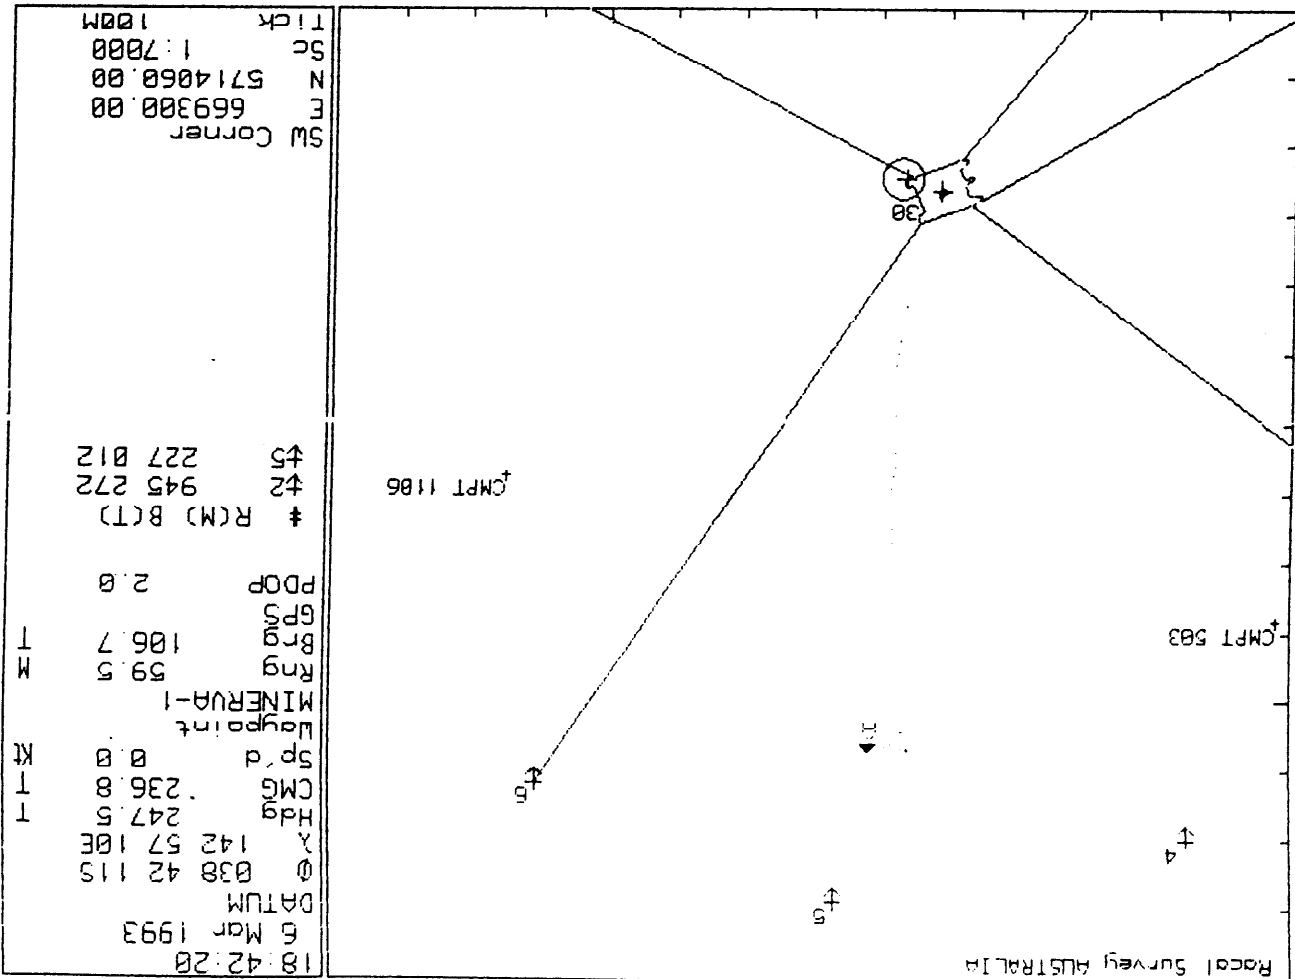 18:42:20
6 Mar 1993
DATUM
Φ 038 42 11S
λ 142 57 10E
Hdg 247.5 T
CMG 236.8 T
Sp'd 0.0 Kt
Waypoint
MINERVA-1
Rng 59.5 M
Brg 106.7 T
GPS
PDOP 2.0
# R(M) B(T)
‡2 945 272
‡5 227 012
SW Corner
E 669300.00
N 5714060.00
Sc 1:7000
Tick 100M
Racal Survey AUSTRALIA
5
4
6
CMPT 503
CMPT 1106
30